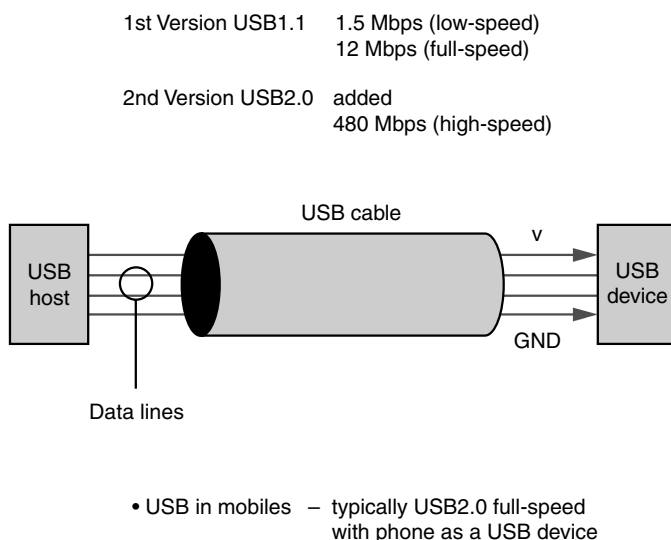 1st Version USB1.1 1.5 Mbps (low-speed)
12 Mbps (full-speed)
2nd Version USB2.0 added
480 Mbps (high-speed)
USB cable
USB
host
v
USB
device
GND
Data lines
• USB in mobiles – typically USB2.0 full-speed
with phone as a USB device